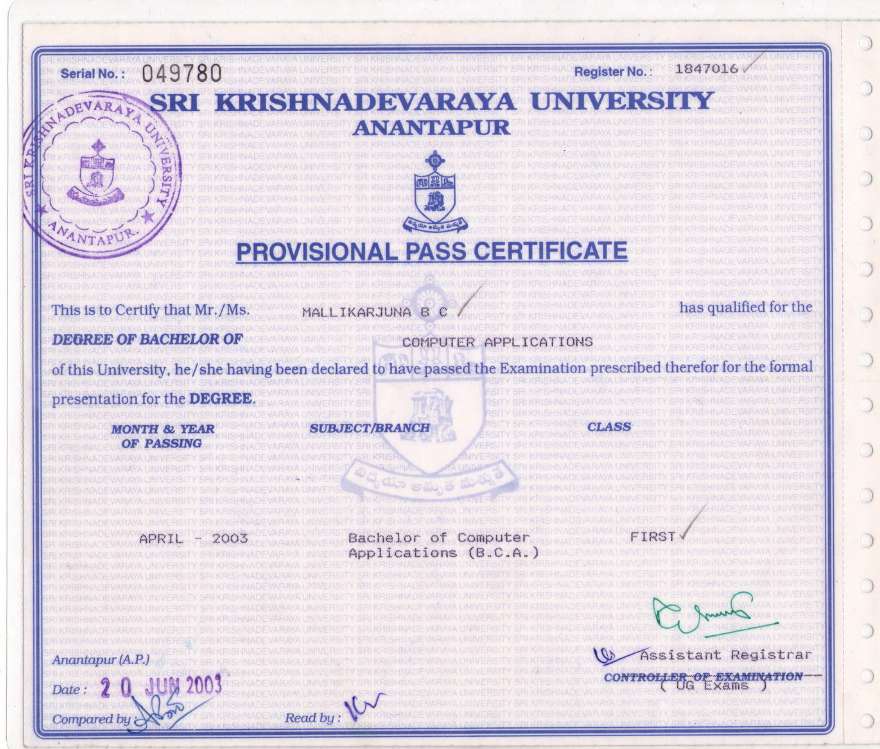 Serial No. : 049780
Register No. : 1847016
SRI KRISHNADEVARAYA UNIVERSITY
ANANTAPUR
SRI KRISHNADEVARAYA UNIVERSITY
★ ANANTAPUR. ★
PROVISIONAL PASS CERTIFICATE
This is to Certify that Mr./Ms. MALLIKARJUNA B C has qualified for the
DEGREE OF BACHELOR OF COMPUTER APPLICATIONS
of this University, he/she having been declared to have passed the Examination prescribed therefor for the formal
presentation for the DEGREE.
MONTH & YEAR
OF PASSING
SUBJECT/BRANCH
CLASS
APRIL - 2003
Bachelor of Computer
Applications (B.C.A.)
FIRST
Assistant Registrar
CONTROLLER OF EXAMINATION
( UG Exams )
Anantapur (A.P.)
Date : 20 JUN 2003
Compared by
Read by :